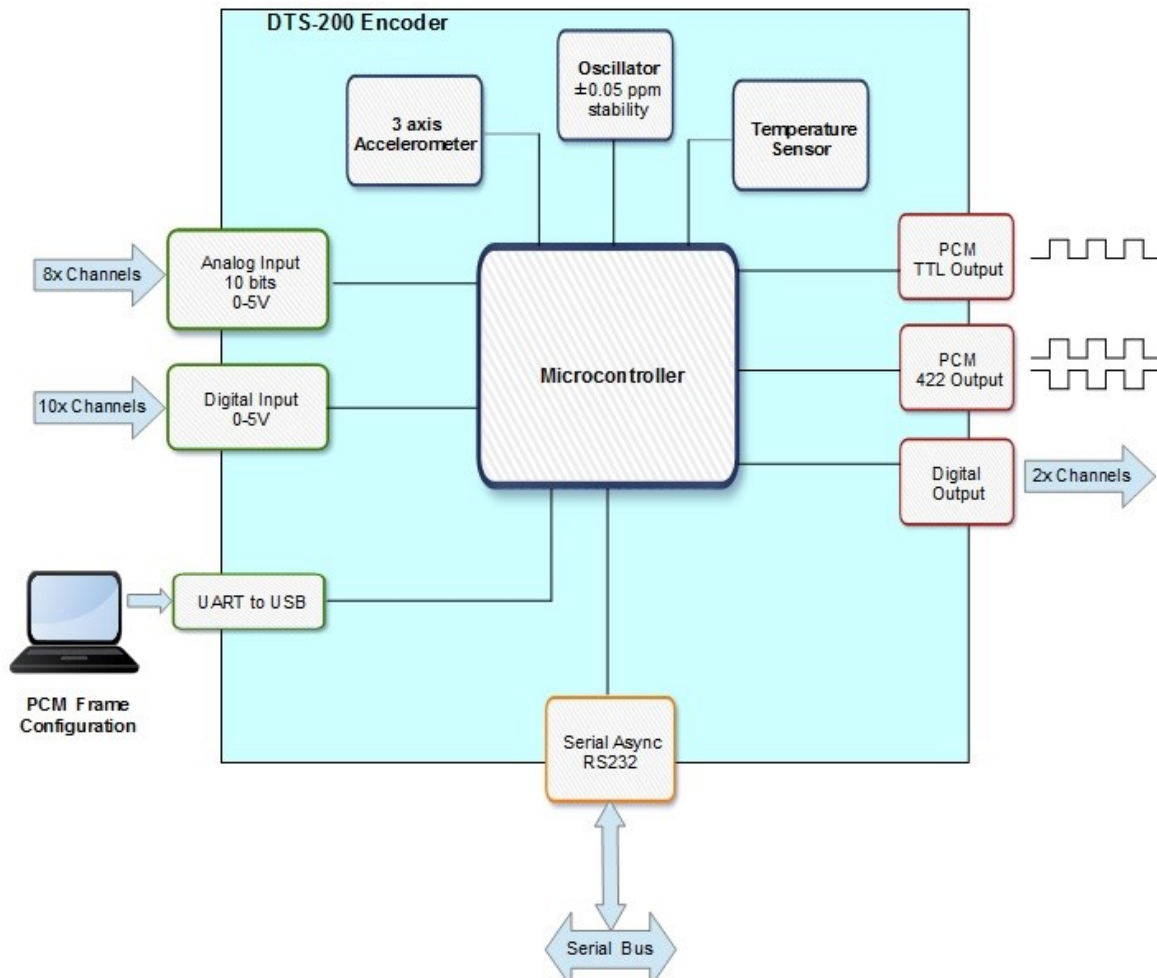 DTS-200 Encoder
Oscillator
±0.05 ppm
stability
3 axis
Accelerometer
Temperature
Sensor
8x Channels
Analog Input
10 bits
0-5V
PCM
TTL Output
Microcontroller
PCM
422 Output
10x Channels
Digital Input
0-5V
Digital
Output
2x Channels
UART to USB
PCM Frame
Configuration
Serial Async
RS232
Serial Bus